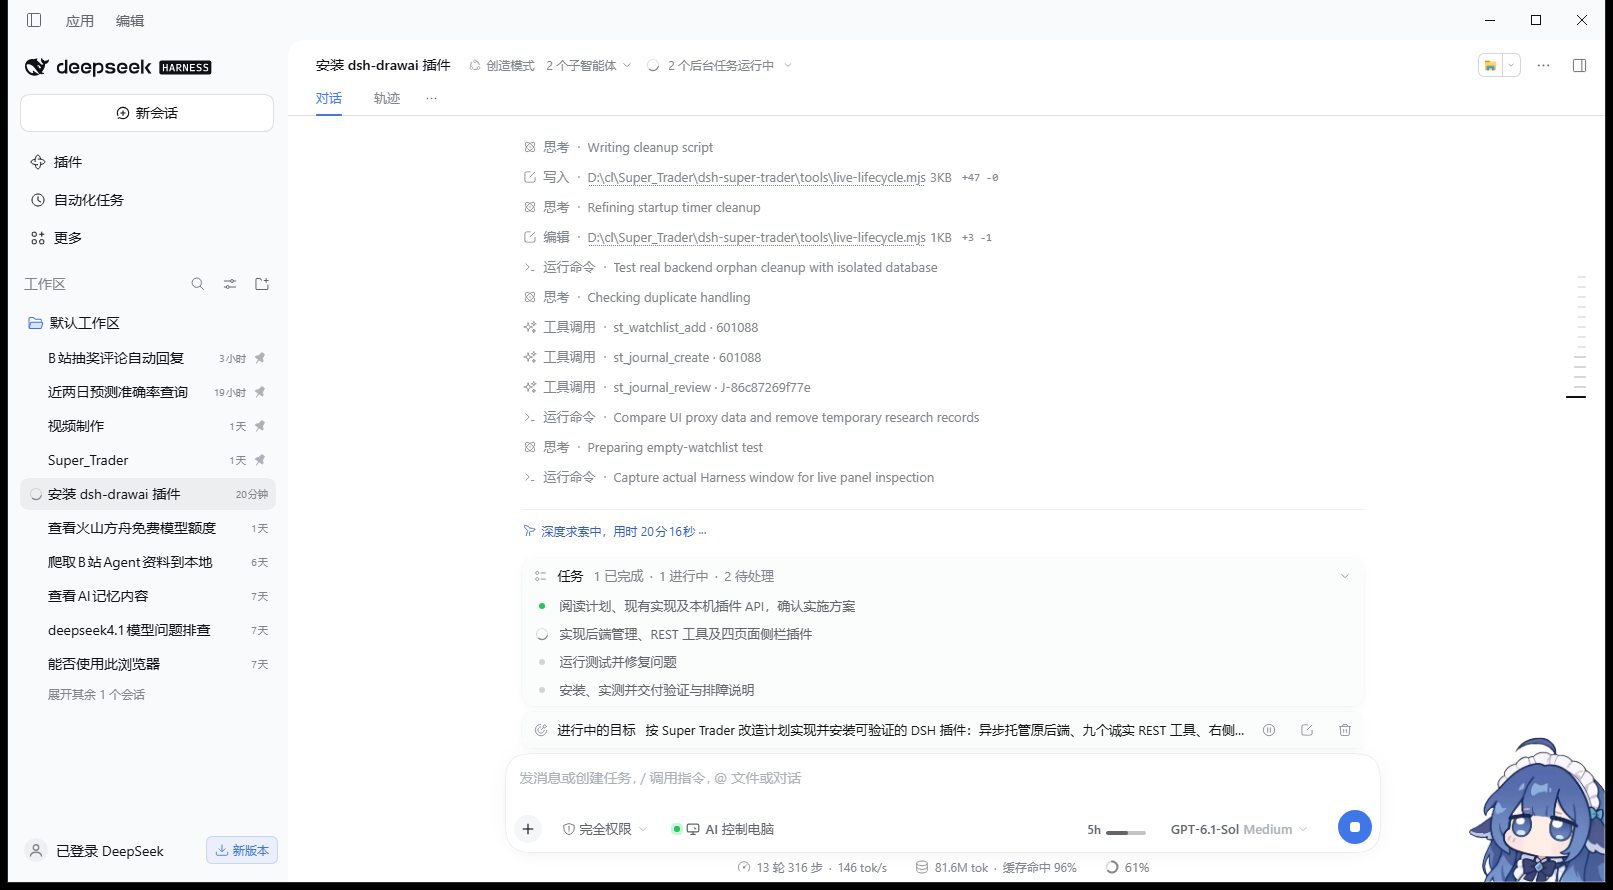 应用 编辑
deepseek HARNESS
新会话
插件
自动化任务
更多
工作区
默认工作区
B站抽奖评论自动回复 3小时
近两日预测准确率查询 19小时
视频制作 1天
Super_Trader 1天
安装 dsh-drawai 插件 20分钟
查看火山方舟免费模型额度 1天
爬取B站Agent资料到本地 6天
查看AI记忆内容 7天
deepseek4.1模型问题排查 7天
能否使用此浏览器 7天
展开其余 1 个会话
已登录 DeepSeek 新版本
安装 dsh-drawai 插件 创造模式 2 个子智能体 2 个后台任务运行中
对话 轨迹 ...
思考 · Writing cleanup script
写入 · D:\cl\Super_Trader\dsh-super-trader\tools\live-lifecycle.mjs 3KB +47 -0
思考 · Refining startup timer cleanup
编辑 · D:\cl\Super_Trader\dsh-super-trader\tools\live-lifecycle.mjs 1KB +3 -1
运行命令 · Test real backend orphan cleanup with isolated database
思考 · Checking duplicate handling
工具调用 · st_watchlist_add · 601088
工具调用 · st_journal_create · 601088
工具调用 · st_journal_review · J-86c87269f77e
运行命令 · Compare UI proxy data and remove temporary research records
思考 · Preparing empty-watchlist test
运行命令 · Capture actual Harness window for live panel inspection
深度求索中，用时 20分16秒 ...
任务 1 已完成 · 1 进行中 · 2 待处理
阅读计划、现有实现及本机插件 API，确认实施方案
实现后端管理、REST 工具及四页面侧栏插件
运行测试并修复问题
安装、实测并交付验证与排障说明
进行中的目标 按 Super Trader 改造计划实现并安装可验证的 DSH 插件：异步托管原后端、九个诚实 REST 工具、右侧...
发消息或创建任务, / 调用指令, @ 文件或对话
完全权限 AI 控制电脑 5h GPT-6.1-Sol Medium
13 轮 316 步 · 146 tok/s 81.6M tok · 缓存命中 96% 61%